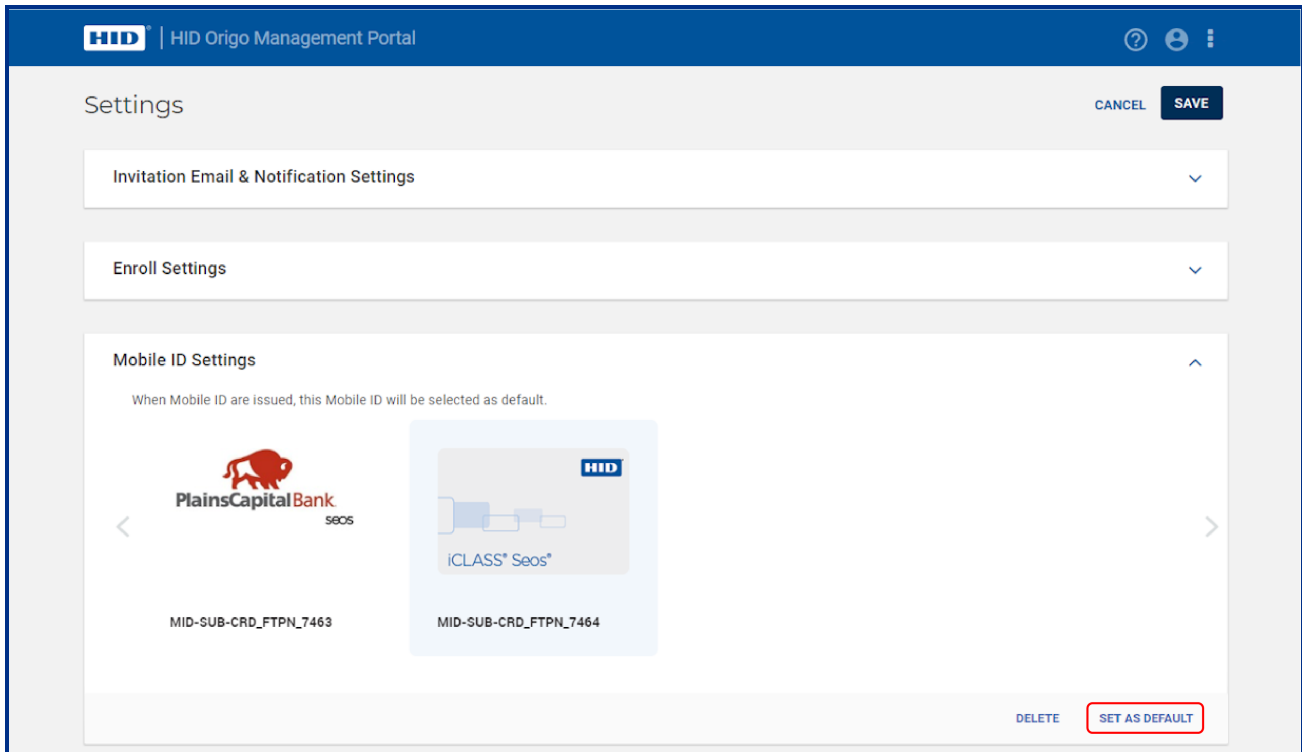 HID® | HID Origo Management Portal
Settings
CANCEL
SAVE
Invitation Email & Notification Settings
Enroll Settings
Mobile ID Settings
When Mobile ID are issued, this Mobile ID will be selected as default.
PlainsCapitalBank.
seos
HID
iCLASS® Seos®
MID-SUB-CRD_FTPN_7463
MID-SUB-CRD_FTPN_7464
DELETE
SET AS DEFAULT